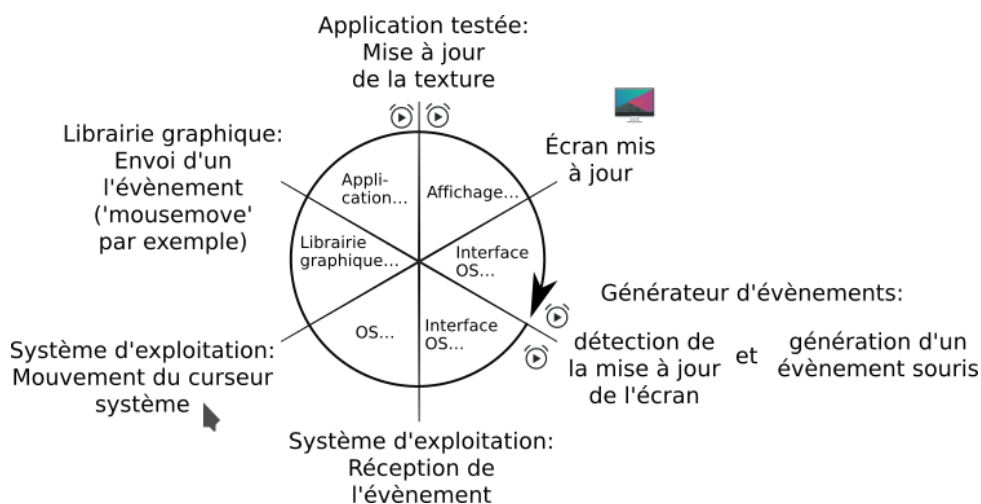 Application testée:
Mise à jour
de la texture
Écran mis
à jour
Librairie graphique:
Envoi d'un
l'évènement
('mousemove'
par exemple)
Appli-
cation...
Affichage...
Librairie
graphique...
Interface
OS...
OS...
Interface
OS...
Générateur d'évènements:
détection de
la mise à jour
de l'écran
et
génération d'un
évènement souris
Système d'exploitation:
Mouvement du curseur
système
Système d'exploitation:
Réception de
l'évènement